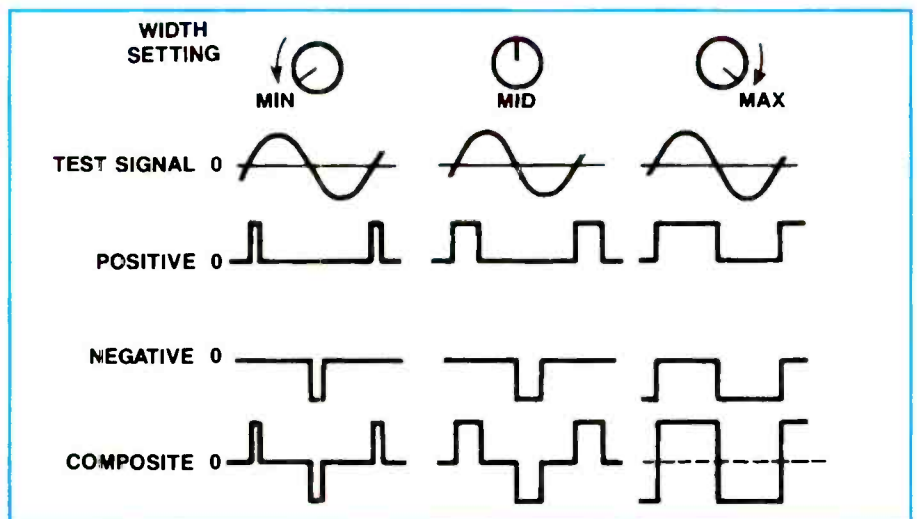 WIDTH
SETTING
MIN
MID
MAX
TEST SIGNAL 0
POSITIVE 0
NEGATIVE 0
COMPOSITE 0